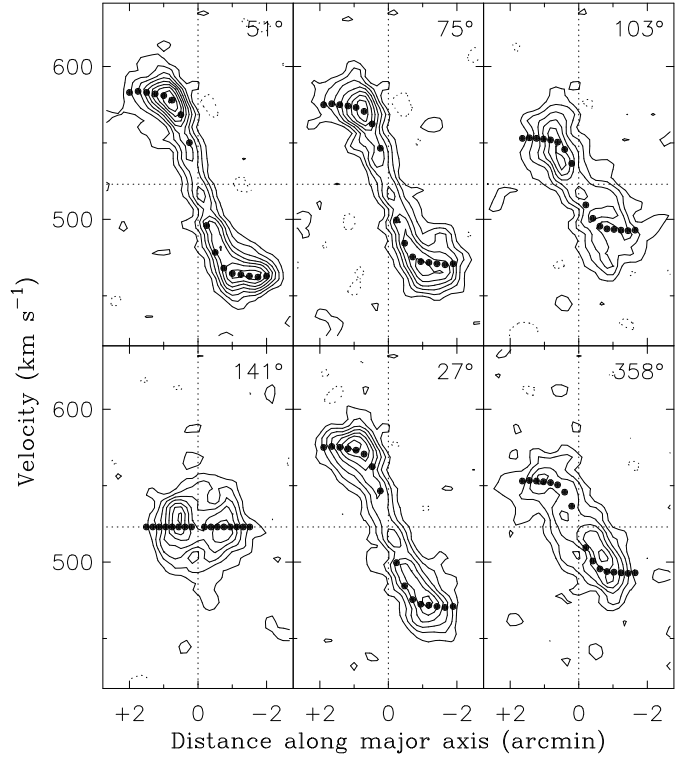 51° 75° 103°
600
500
141° 27° 358°
600
500
Velocity (km s⁻¹)
+2 0 −2 +2 0 −2 +2 0 −2
Distance along major axis (arcmin)